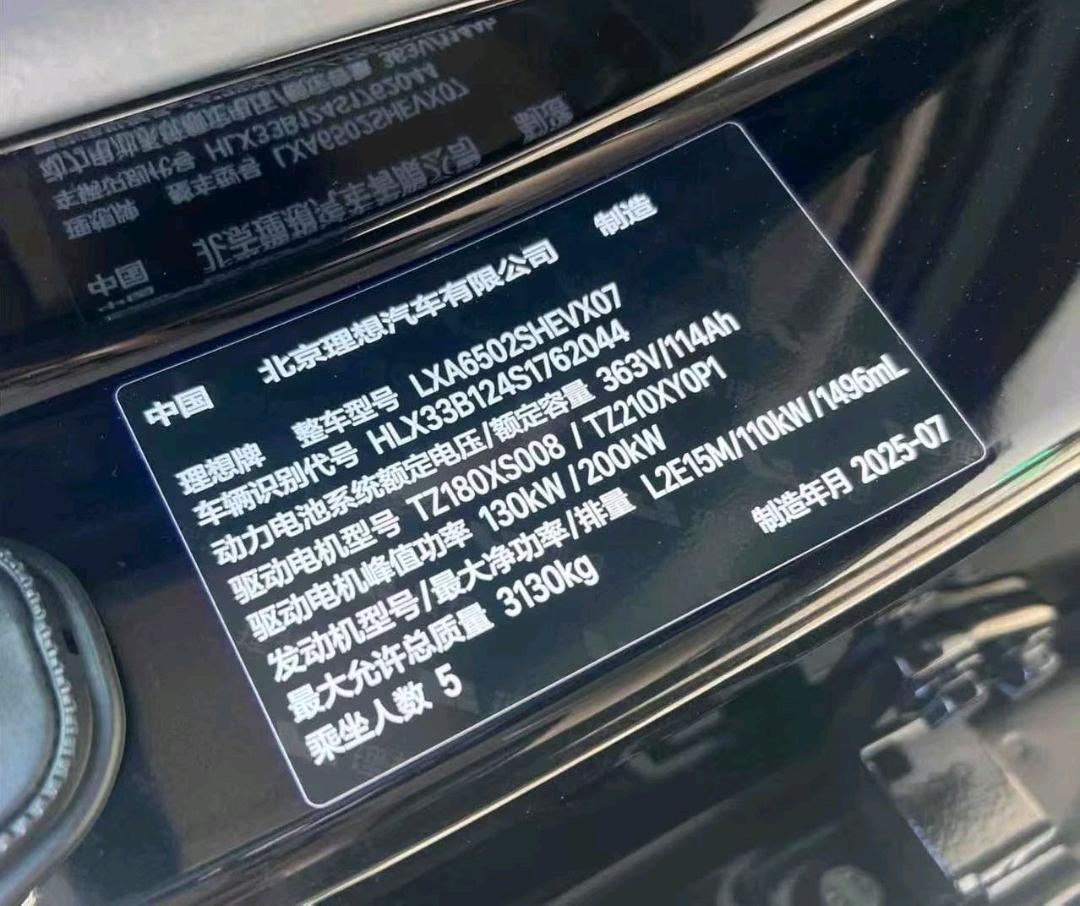 中国 北京理想汽车有限公司 制造
理想牌 整车型号 LXA6502SHEVX07
车辆识别代号 HLX33B124S1762044
动力电池系统额定电压/额定容量 363V/114Ah
驱动电机型号 TZ180XS008 / TZ210XY0P1
驱动电机峰值功率 130kW / 200kW
发动机型号/最大净功率/排量 L2E15M/110kW/1496mL
最大允许总质量 3130kg
乘坐人数 5
制造年月 2025-07